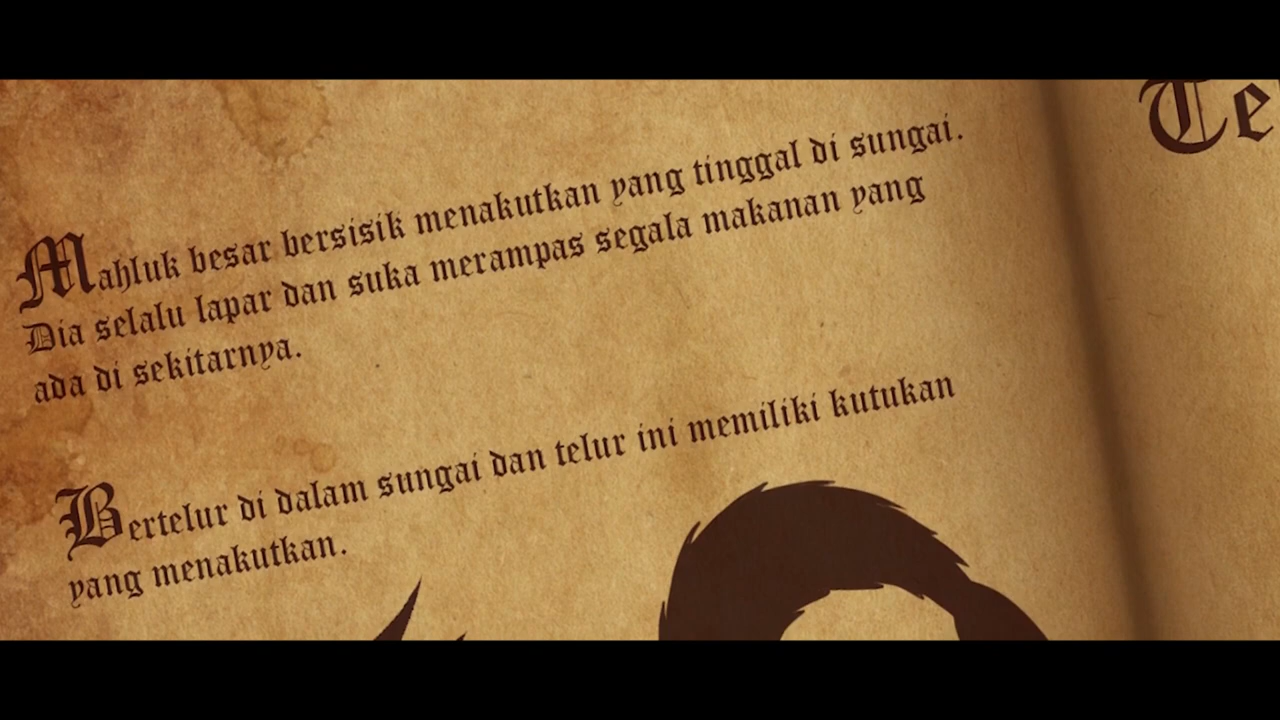 Mahluk besar bersisik menakutkan yang tinggal di sungai.
Dia selalu lapar dan suka merampas segala makanan yang
ada di sekitarnya.
Bertelur di dalam sungai dan telur ini memiliki kutukan
yang menakutkan.
Te